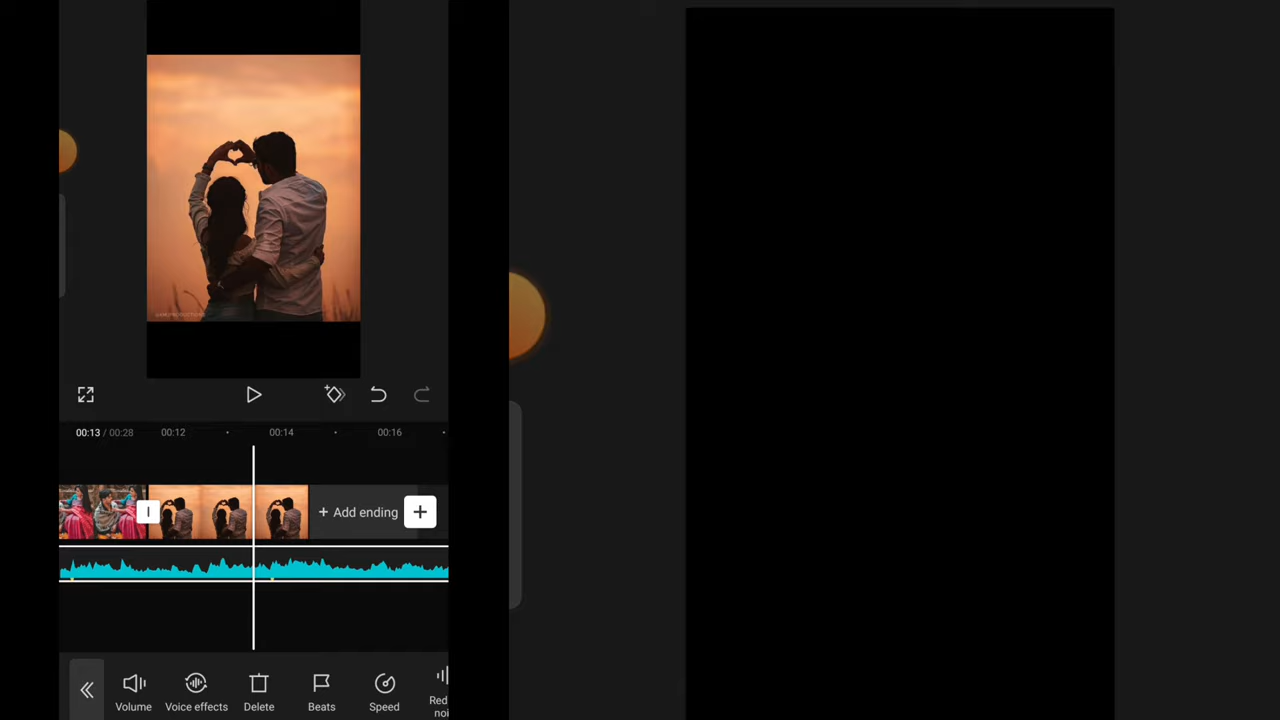 00:13 / 00:28
00:12
00:14
00:16
+ Add ending
Volume
Voice effects
Delete
Beats
Speed
Red
noi